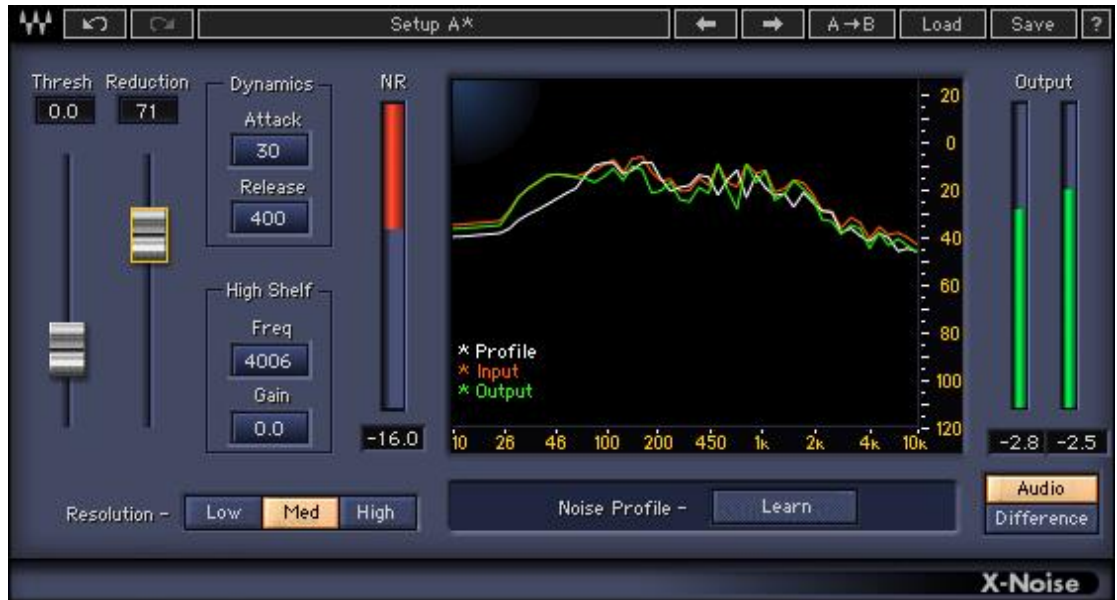 Setup A* A→B Load Save ?
Thresh Reduction Dynamics NR Output
0.0 71
Attack
30
Release
400
High Shelf
Freq
4006
Gain
0.0
-16.0
* Profile
* Input
* Output
20
0
20
40
60
80
100
120
10 26 46 100 200 450 1K 2K 4K 10K
-2.8 -2.5
Resolution - Low Med High
Noise Profile - Learn
Audio
Difference
X-Noise